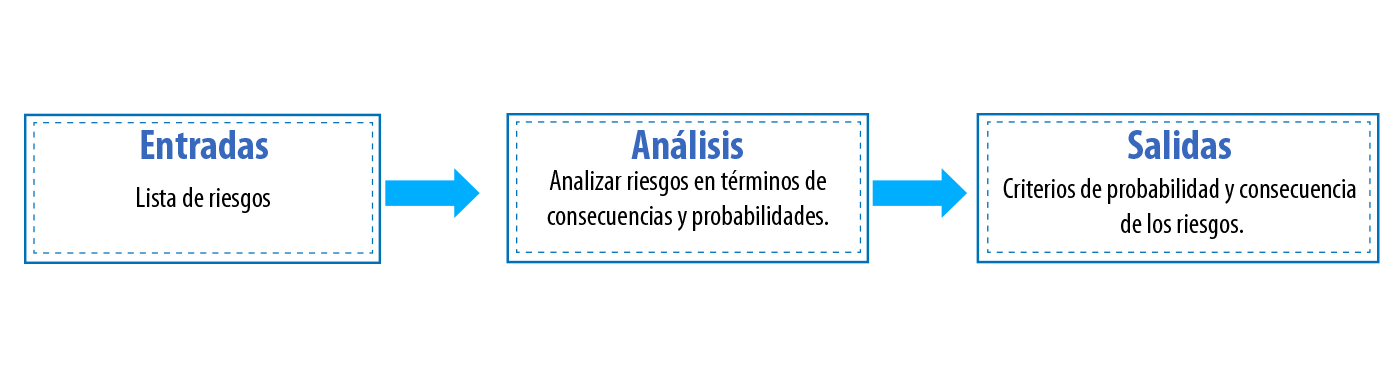 Entradas
Lista de riesgos
Análisis
Analizar riesgos en términos de
consecuencias y probabilidades.
Salidas
Criterios de probabilidad y consecuencia
de los riesgos.